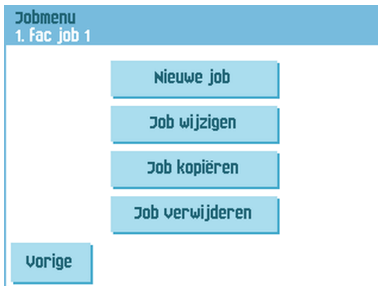 Jobmenu
1. Fac job 1
Nieuwe job
Job wijzigen
Job kopiëren
Job verwijderen
Vorige